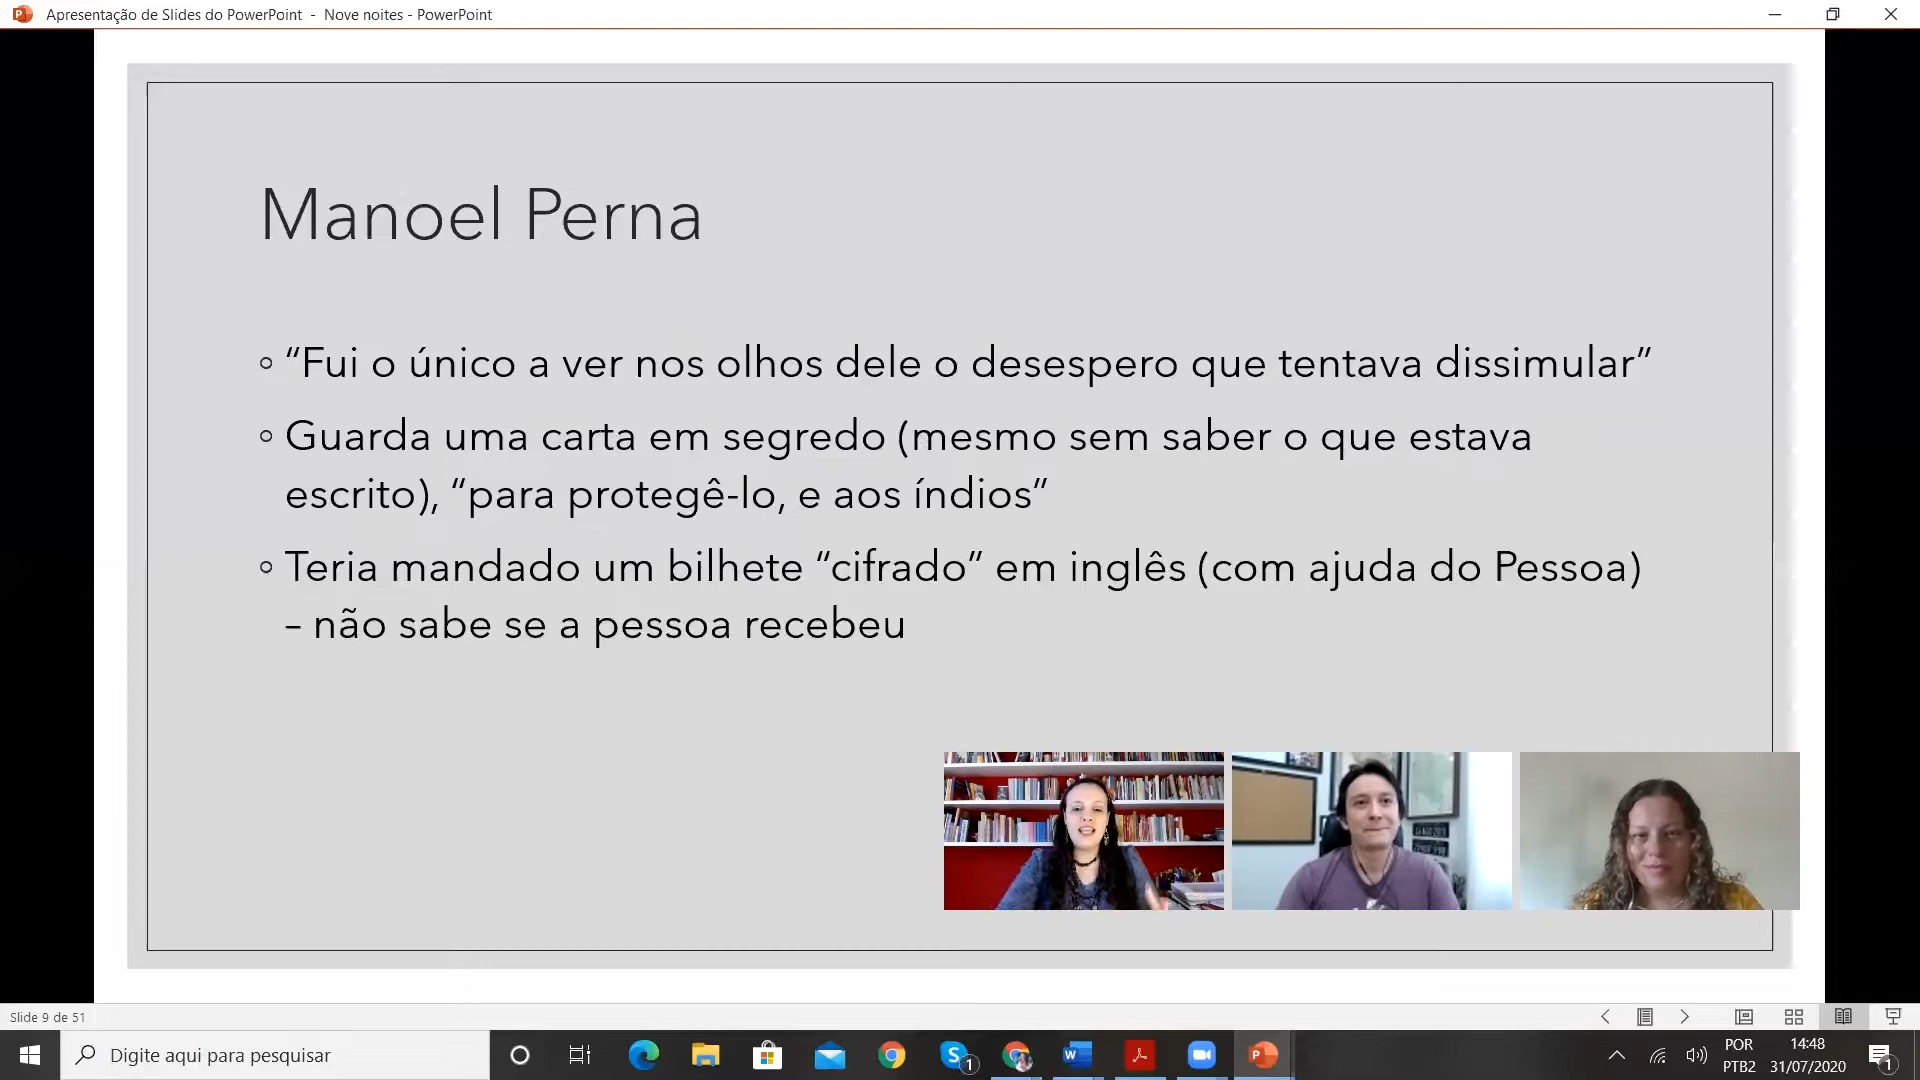 Apresentação de Slides do PowerPoint - Nove noites - PowerPoint
Manoel Perna
“Fui o único a ver nos olhos dele o desespero que tentava dissimular”
Guarda uma carta em segredo (mesmo sem saber o que estava
escrito), “para protegê-lo, e aos índios”
Teria mandado um bilhete “cifrado” em inglês (com ajuda do Pessoa)
– não sabe se a pessoa recebeu
Slide 9 de 51
Digite aqui para pesquisar
1
POR
PTB2
14:48
31/07/2020
1